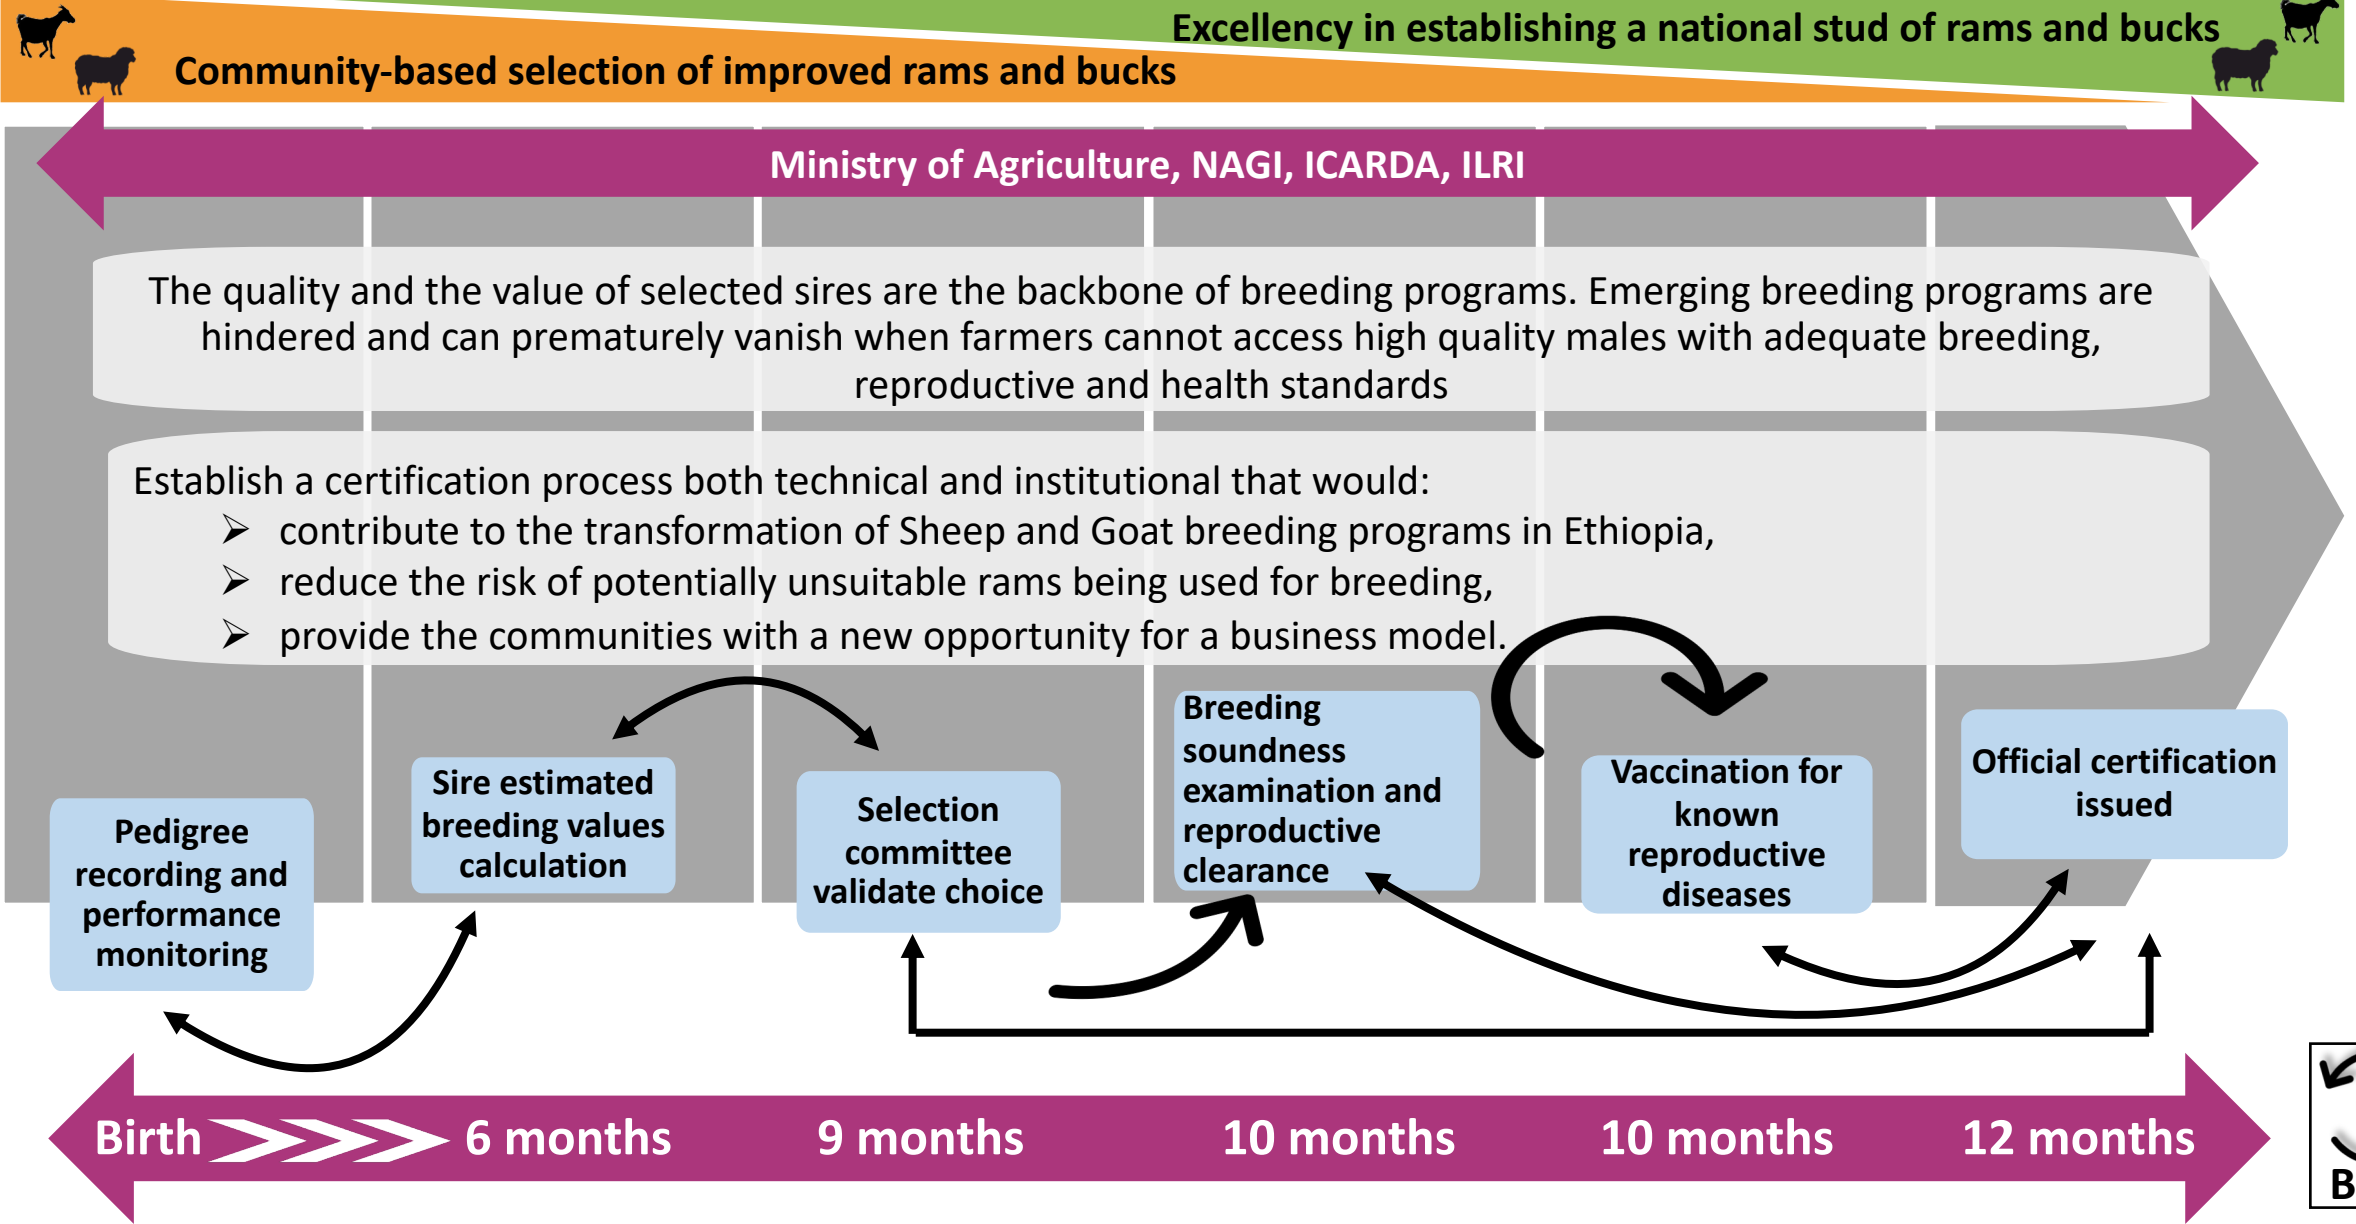 Excellency in establishing a national stud of rams and bucks
Community-based selection of improved rams and bucks
Ministry of Agriculture, NAGI, ICARDA, ILRI
The quality and the value of selected sires are the backbone of breeding programs. Emerging breeding programs are
hindered and can prematurely vanish when farmers cannot access high quality males with adequate breeding,
reproductive and health standards
Establish a certification process both technical and institutional that would:
➢ contribute to the transformation of Sheep and Goat breeding programs in Ethiopia,
➢ reduce the risk of potentially unsuitable rams being used for breeding,
➢ provide the communities with a new opportunity for a business model.
Pedigree
recording and
performance
monitoring
Sire estimated
breeding values
calculation
Selection
committee
validate choice
Breeding
soundness
examination and
reproductive
clearance
Vaccination for
known
reproductive
diseases
Official certification
issued
Birth
6 months
9 months
10 months
10 months
12 months